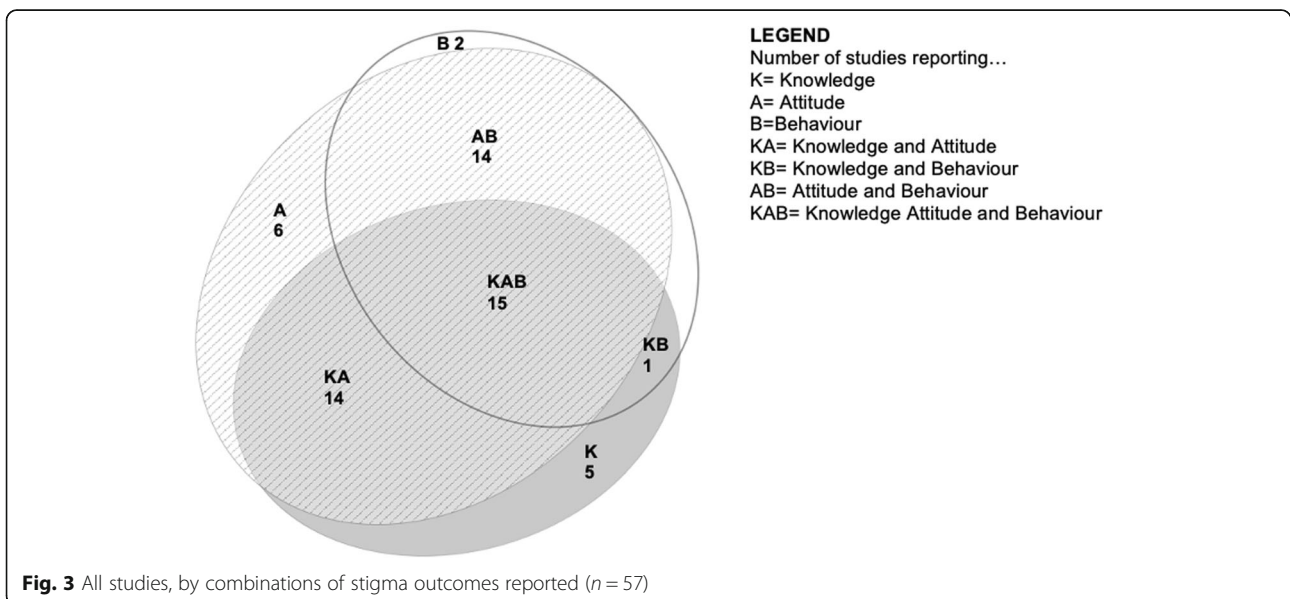 B 2
AB
14
A
6
KAB
15
KB
1
KA
14
K
5
LEGEND
Number of studies reporting…
K= Knowledge
A= Attitude
B=Behaviour
KA= Knowledge and Attitude
KB= Knowledge and Behaviour
AB= Attitude and Behaviour
KAB= Knowledge Attitude and Behaviour
Fig. 3 All studies, by combinations of stigma outcomes reported (n = 57)